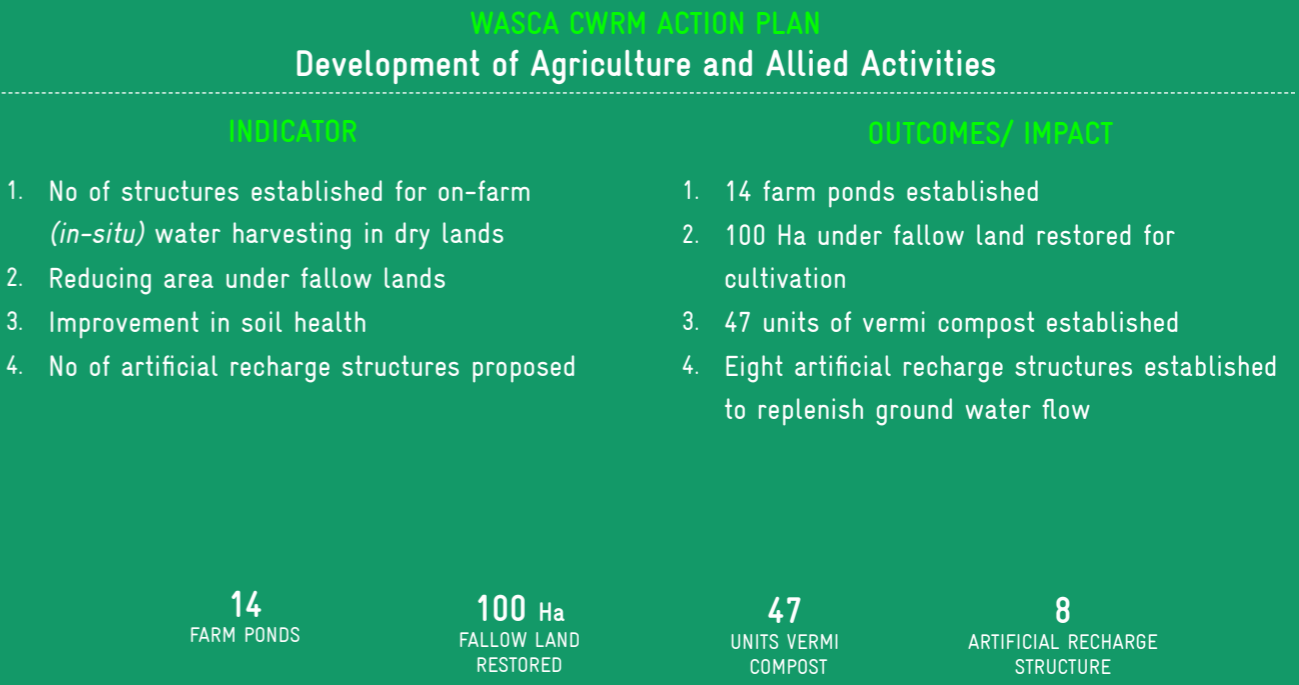 WASCA CWRM ACTION PLAN
Development of Agriculture and Allied Activities
INDICATOR
1. No of structures established for on-farm
(in-situ) water harvesting in dry lands
2. Reducing area under fallow lands
3. Improvement in soil health
4. No of artificial recharge structures proposed
OUTCOMES/ IMPACT
1. 14 farm ponds established
2. 100 Ha under fallow land restored for
cultivation
3. 47 units of vermi compost established
4. Eight artificial recharge structures established
to replenish ground water flow
14
FARM PONDS
100 Ha
FALLOW LAND
RESTORED
47
UNITS VERMI
COMPOST
8
ARTIFICIAL RECHARGE
STRUCTURE